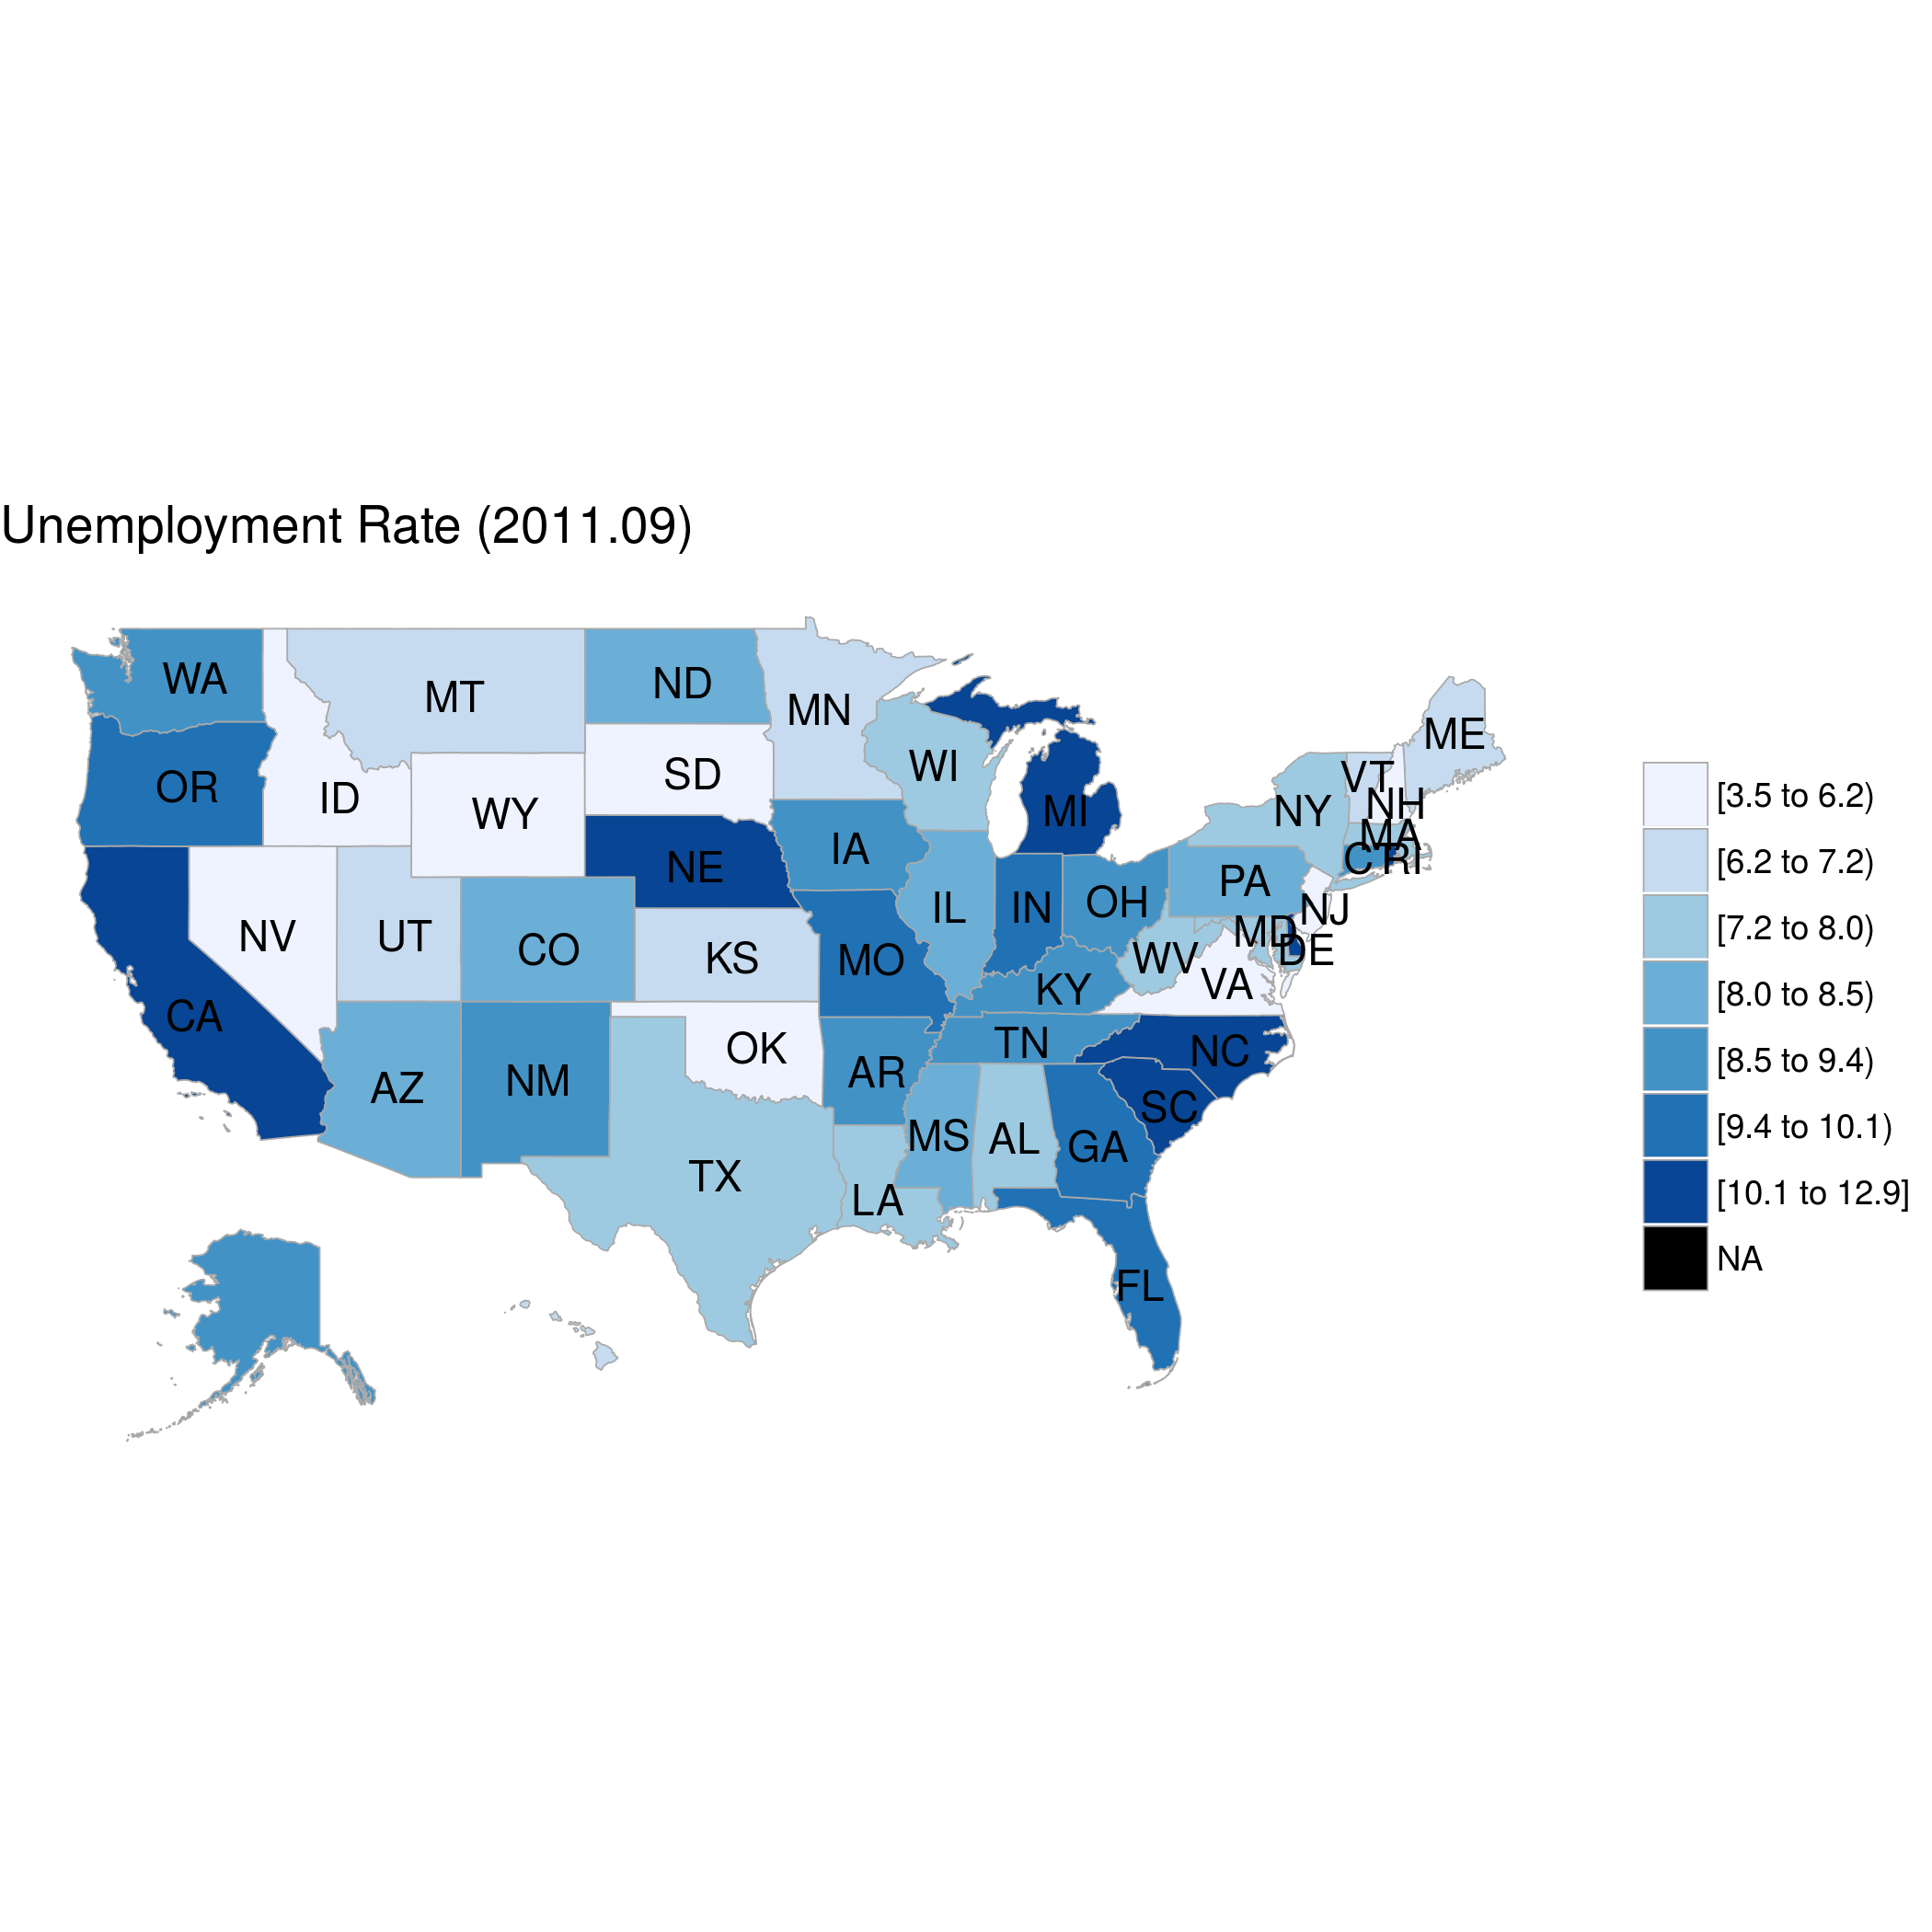 Unemployment Rate (2011.09)
WA
MT
ND
MN
ME
OR
ID
WY
SD
WI
MI
NY
VT
NH
MA
CT
RI
NE
IA
IL
IN
OH
PA
NJ
NV
UT
CO
KS
MO
KY
WV
MD
DE
VA
CA
AZ
NM
OK
AR
TN
NC
SC
TX
LA
MS
AL
GA
FL
[3.5 to 6.2)
[6.2 to 7.2)
[7.2 to 8.0)
[8.0 to 8.5)
[8.5 to 9.4)
[9.4 to 10.1)
[10.1 to 12.9]
NA